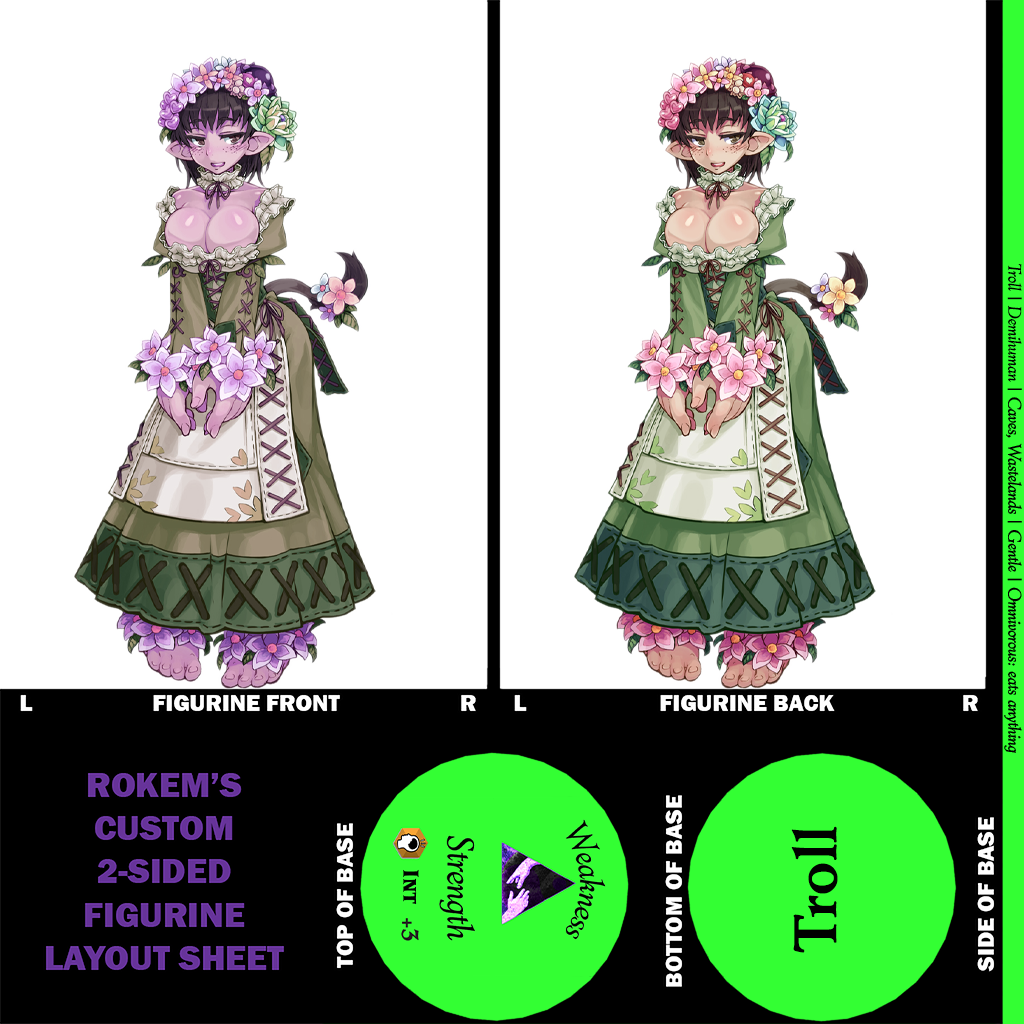 L FIGURINE FRONT R
L FIGURINE BACK R
Troll | Demihuman | Caves, Wastelands | Gentle | Omnivorous: eats anything
ROKEM’S
CUSTOM
2-SIDED
FIGURINE
LAYOUT SHEET
TOP OF BASE
Weakness
Strength
INT +3
BOTTOM OF BASE
Troll
SIDE OF BASE